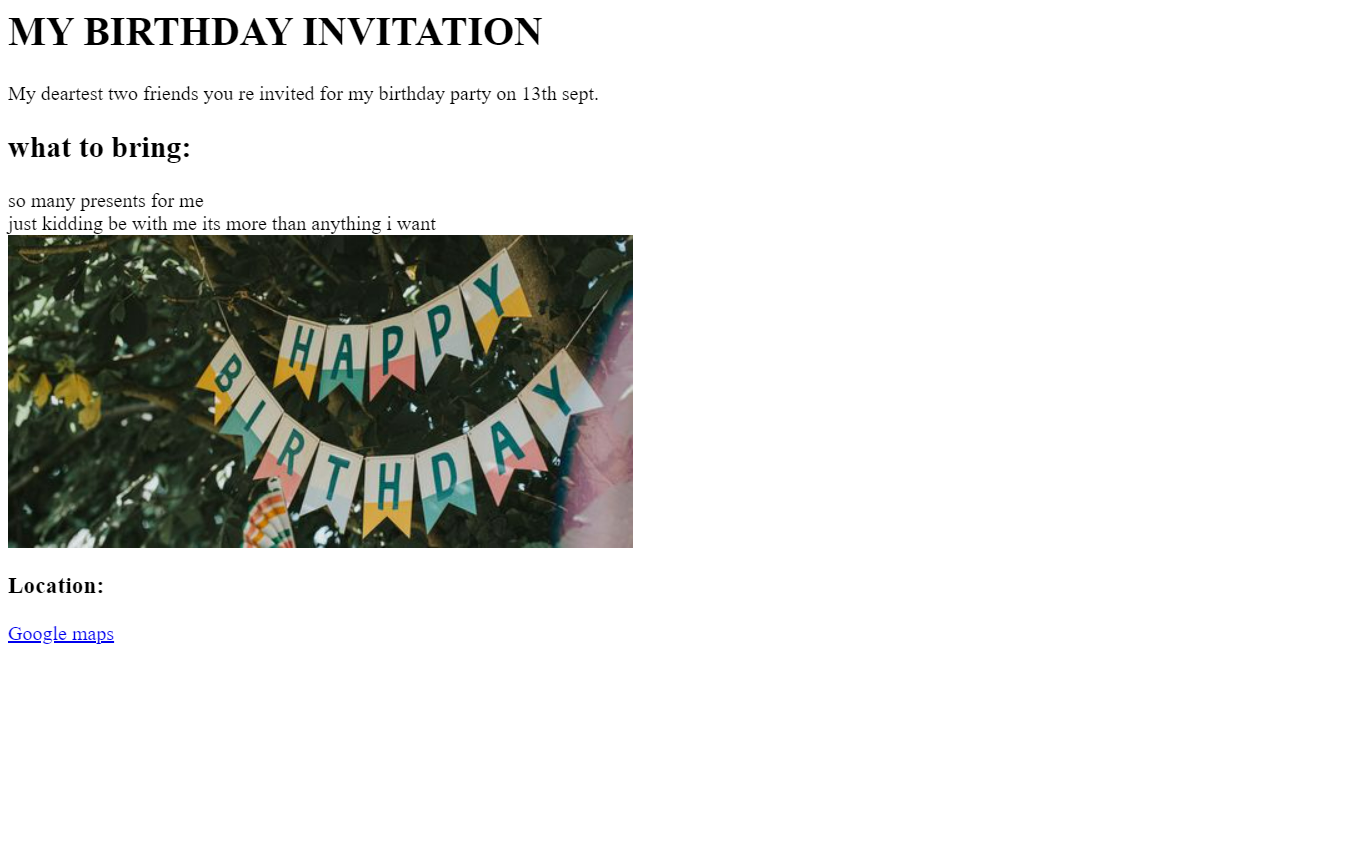 MY BIRTHDAY INVITATION
My deartest two friends you re invited for my birthday party on 13th sept.
what to bring:
so many presents for me
just kidding be with me its more than anything i want
HAPPY
BIRTHDAY
Location:
Google maps